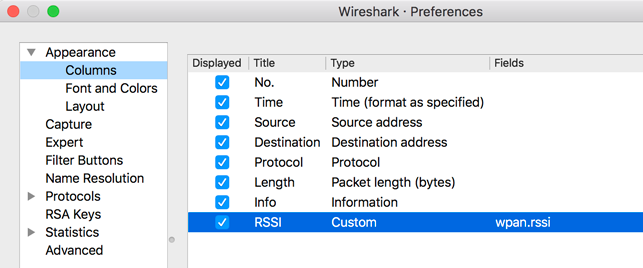 Wireshark · Preferences
Appearance
Columns
Font and Colors
Layout
Capture
Expert
Filter Buttons
Name Resolution
Protocols
RSA Keys
Statistics
Advanced
Displayed Title Type Fields
No. Number
Time Time (format as specified)
Source Source address
Destination Destination address
Protocol Protocol
Length Packet length (bytes)
Info Information
RSSI Custom wpan.rssi